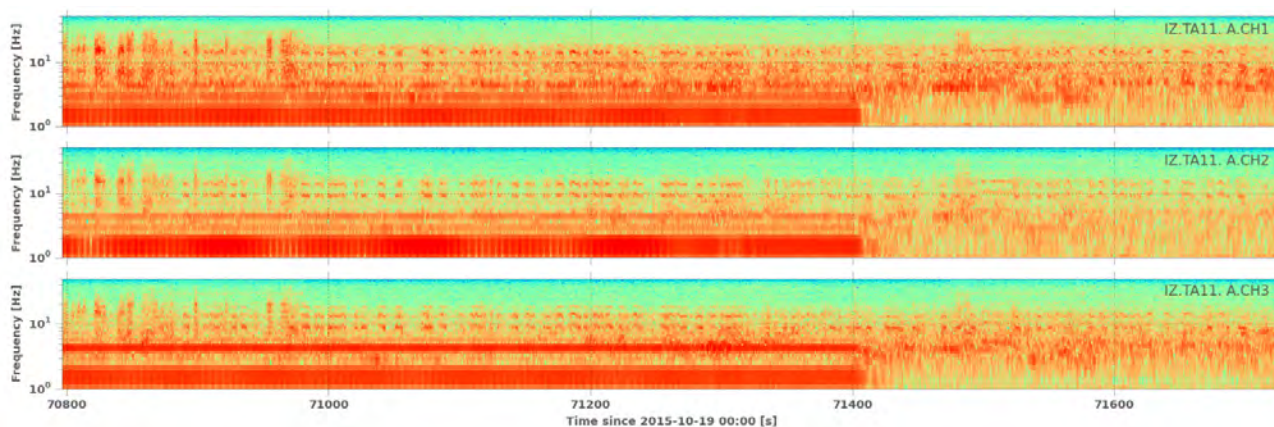 IZ.TA11. A.CH1
Frequency [Hz]
10¹
10⁰
IZ.TA11. A.CH2
Frequency [Hz]
10¹
10⁰
IZ.TA11. A.CH3
Frequency [Hz]
10¹
10⁰
70800 71000 71200 71400 71600
Time since 2015-10-19 00:00 [s]